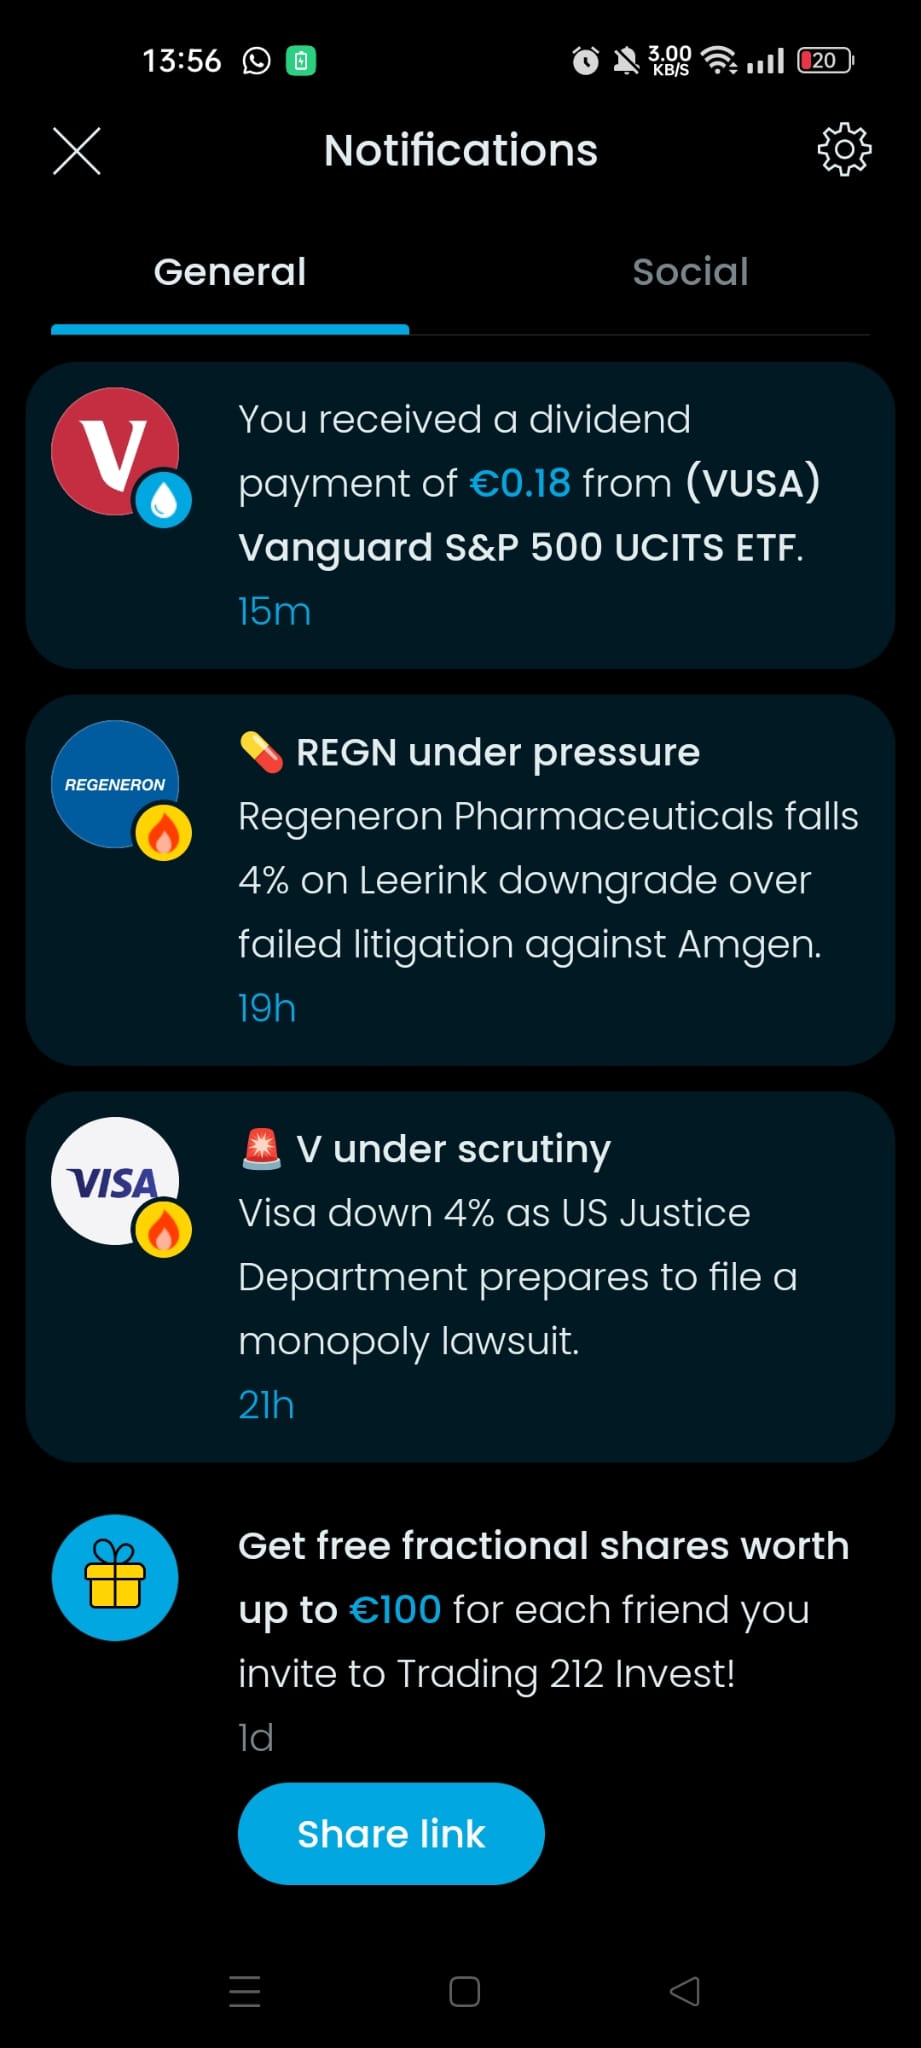 13:56
3.00
KB/S
20
Notifications
General
Social
You received a dividend
payment of €0.18 from (VUSA)
Vanguard S&P 500 UCITS ETF.
15m
REGENERON
REGN under pressure
Regeneron Pharmaceuticals falls
4% on Leerink downgrade over
failed litigation against Amgen.
19h
VISA
V under scrutiny
Visa down 4% as US Justice
Department prepares to file a
monopoly lawsuit.
21h
Get free fractional shares worth
up to €100 for each friend you
invite to Trading 212 Invest!
1d
Share link